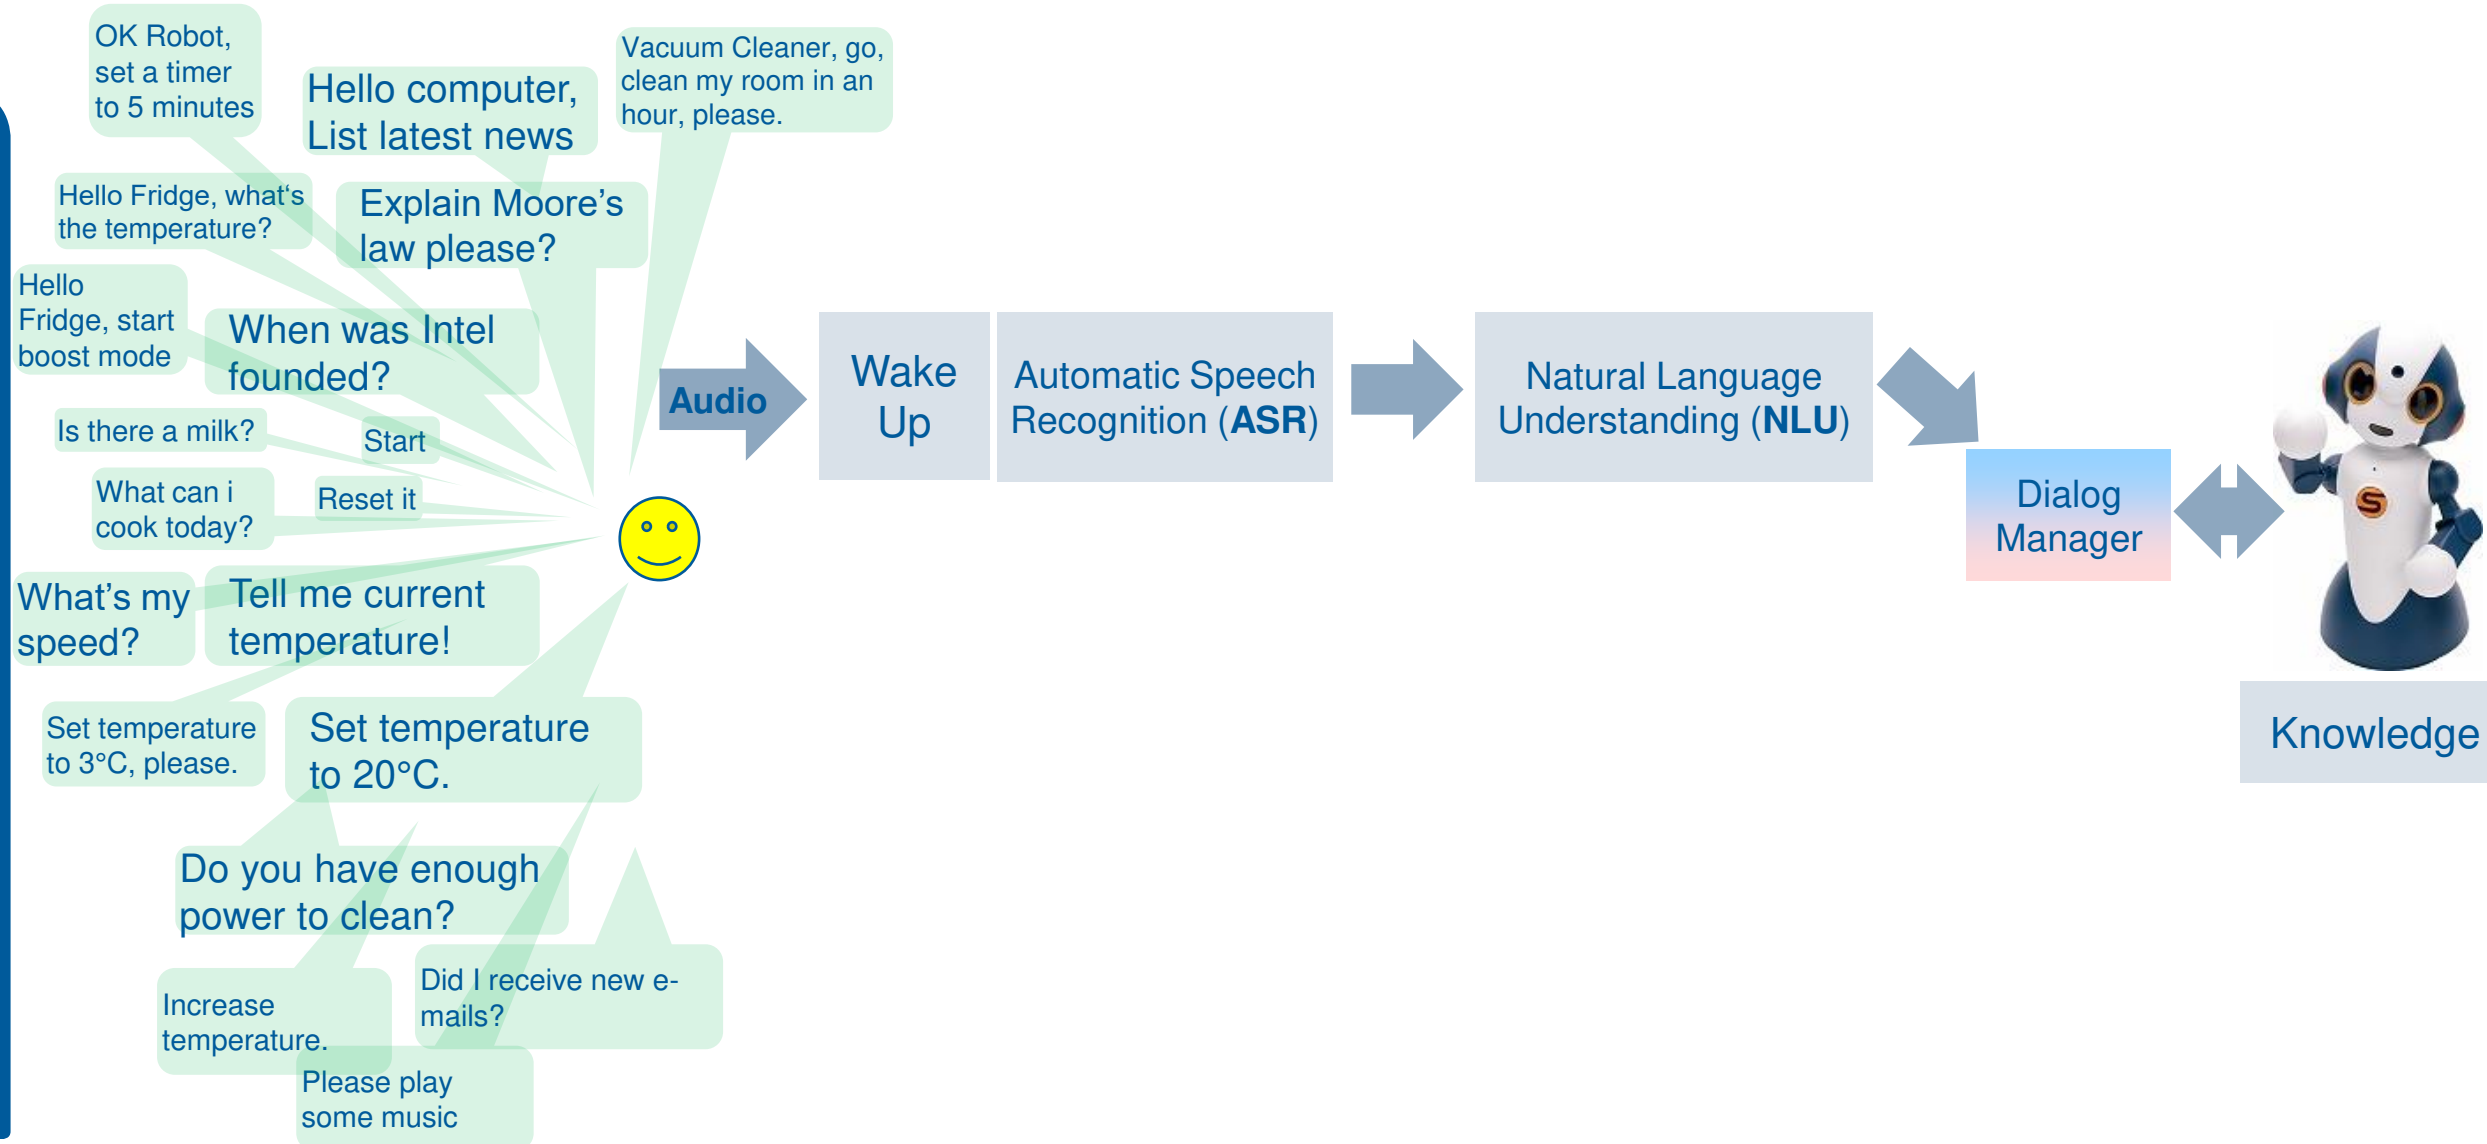 OK Robot,
set a timer
to 5 minutes
Hello computer,
List latest news
Vacuum Cleaner, go,
clean my room in an
hour, please.
Hello Fridge, what‘s
the temperature?
Explain Moore’s
law please?
Hello
Fridge, start
boost mode
When was Intel
founded?
Is there a milk?
Start
What can i
cook today?
Reset it
What’s my
speed?
Tell me current
temperature!
Set temperature
to 3°C, please.
Set temperature
to 20°C.
Do you have enough
power to clean?
Increase
temperature.
Did I receive new e-
mails?
Please play
some music
Audio
Wake
Up
Automatic Speech
Recognition (ASR)
Natural Language
Understanding (NLU)
Dialog
Manager
S
Knowledge